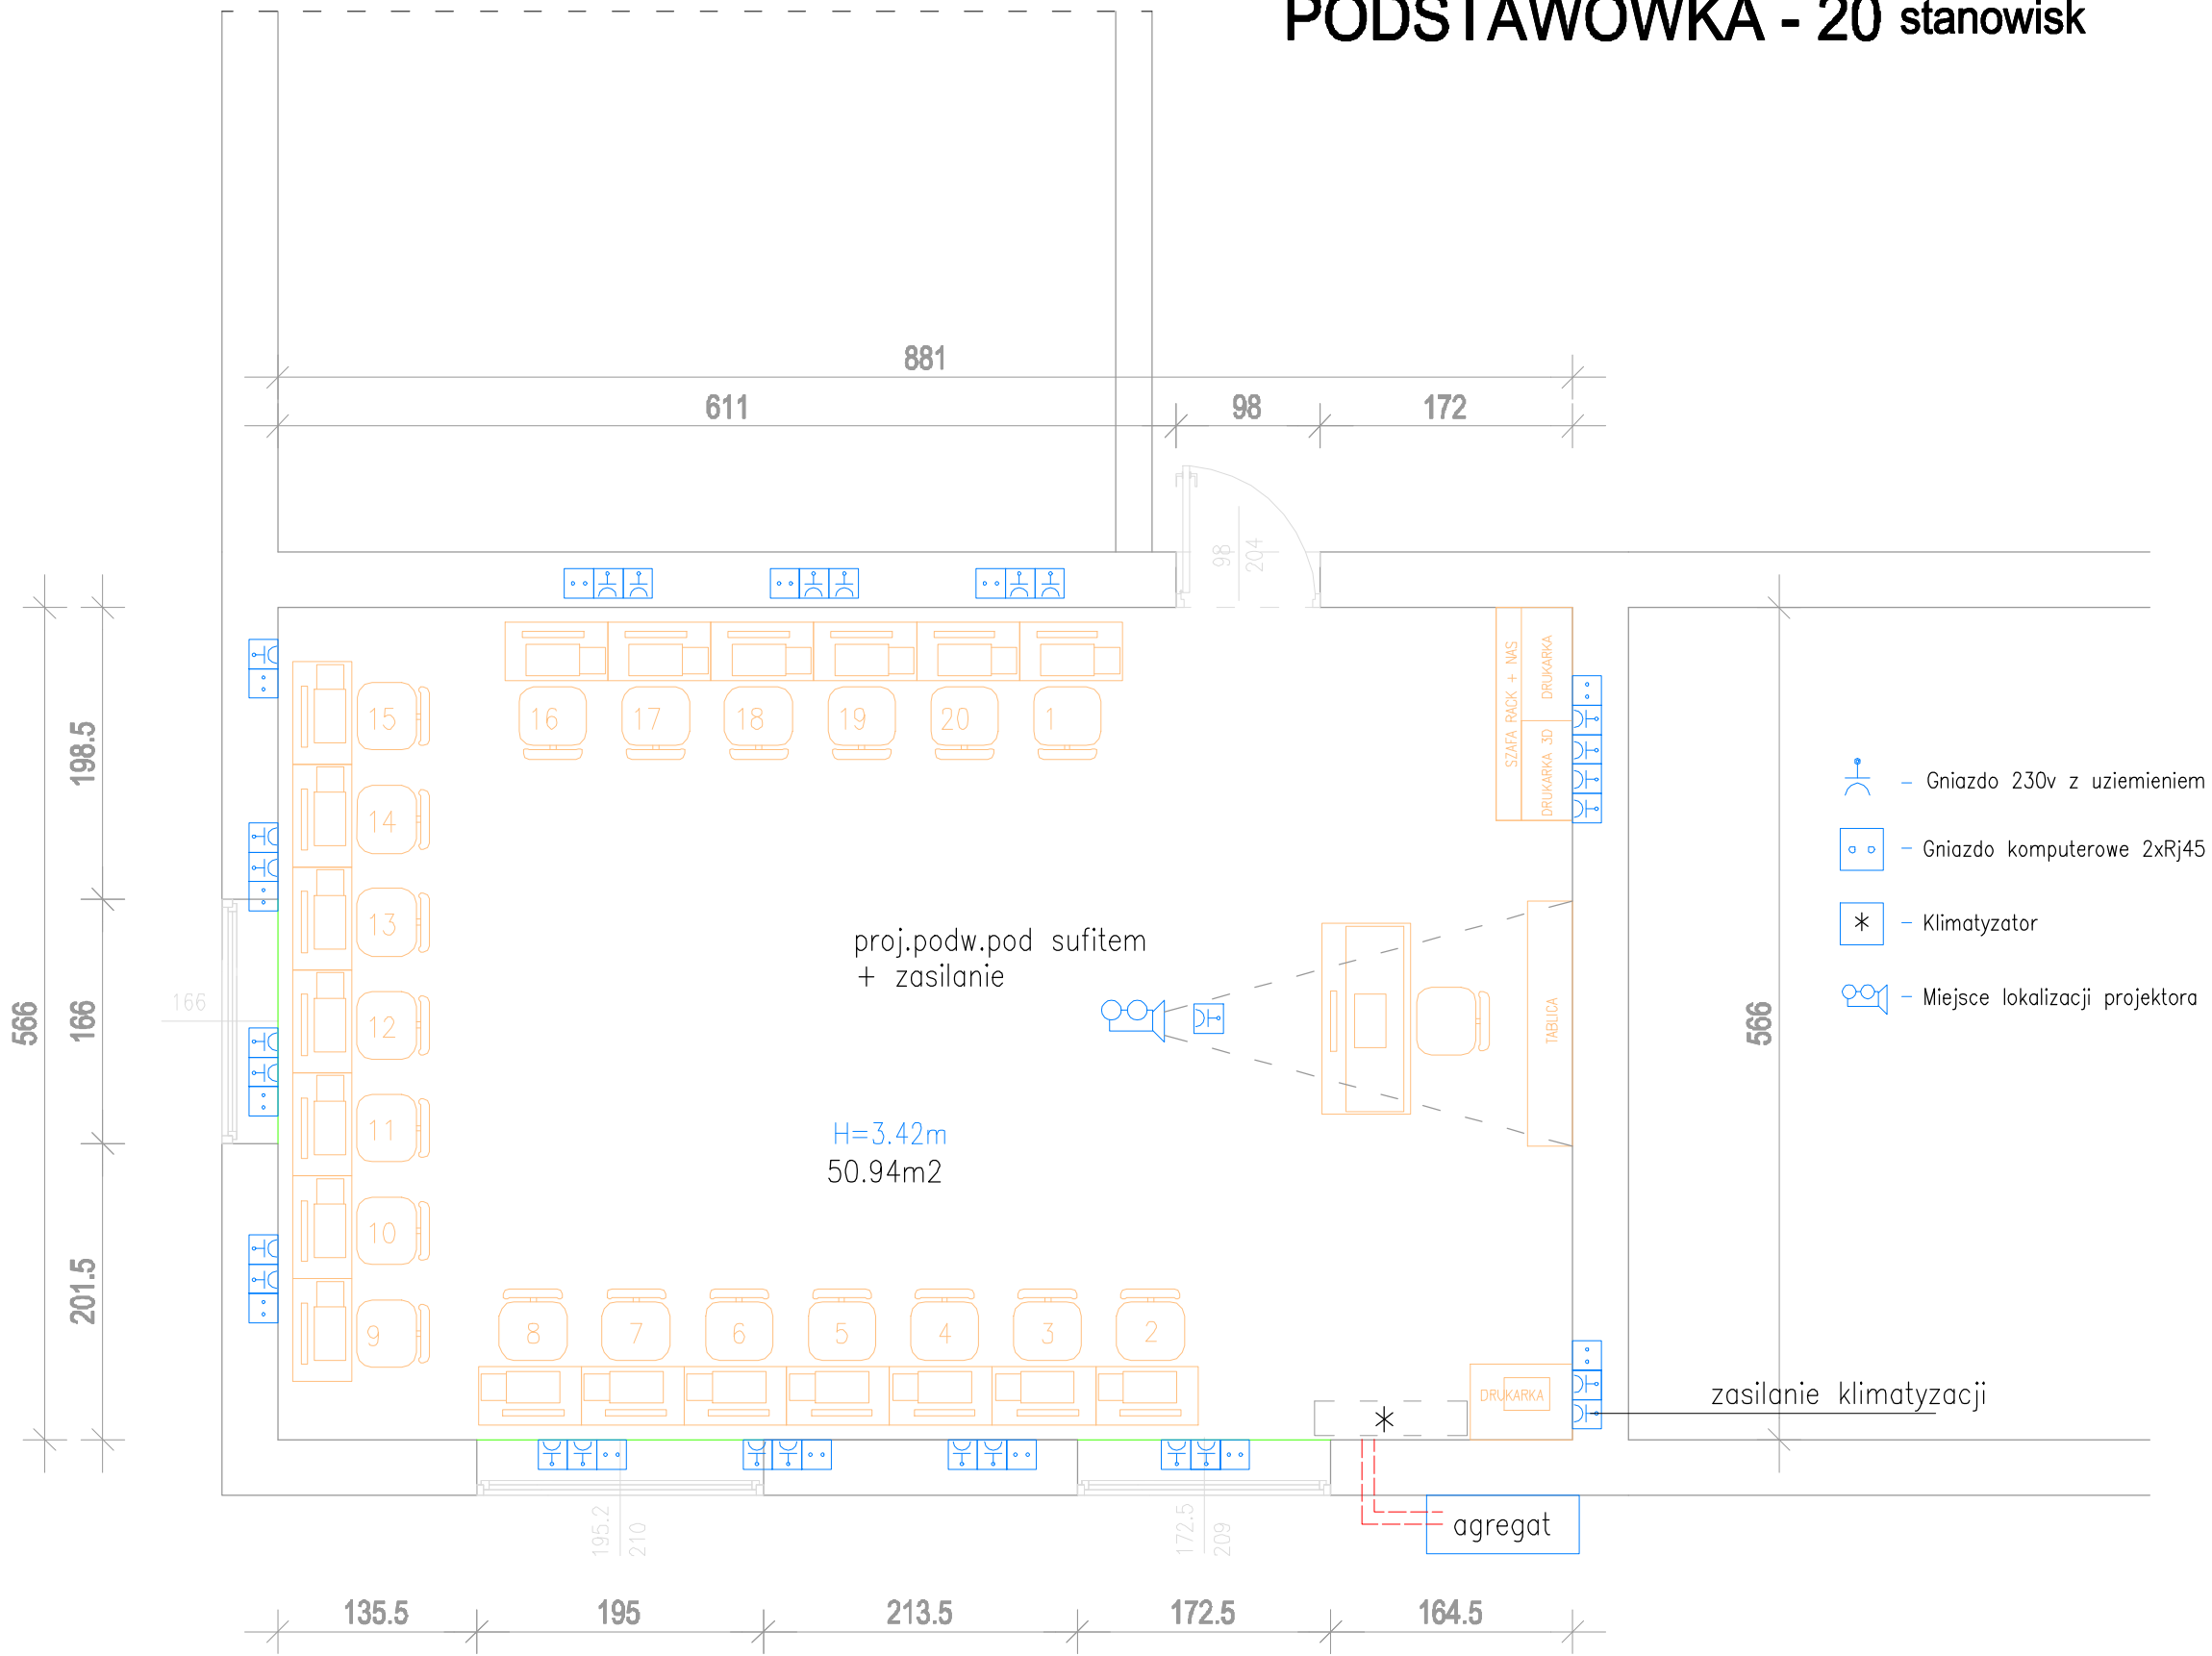 PODSTAWÓWKA - 20 stanowisk
881
611
98
172
98
204
198.5
166
201.5
566
166
16
17
18
19
20
1
15
14
13
12
11
10
9
SZAFA RACK + NAS
DRUKARKA
DRUKARKA 3D
proj.podw.pod sufitem
+ zasilanie
TABLICA
566
Gniazdo 230v z uziemieniem
Gniazdo komputerowe 2xRj45
Klimatyzator
Miejsce lokalizacji projektora
H=3.42m
50.94m2
8
7
6
5
4
3
2
DRUKARKA
zasilanie klimatyzacji
agregat
195.2
210
172.5
209
135.5
195
213.5
172.5
164.5